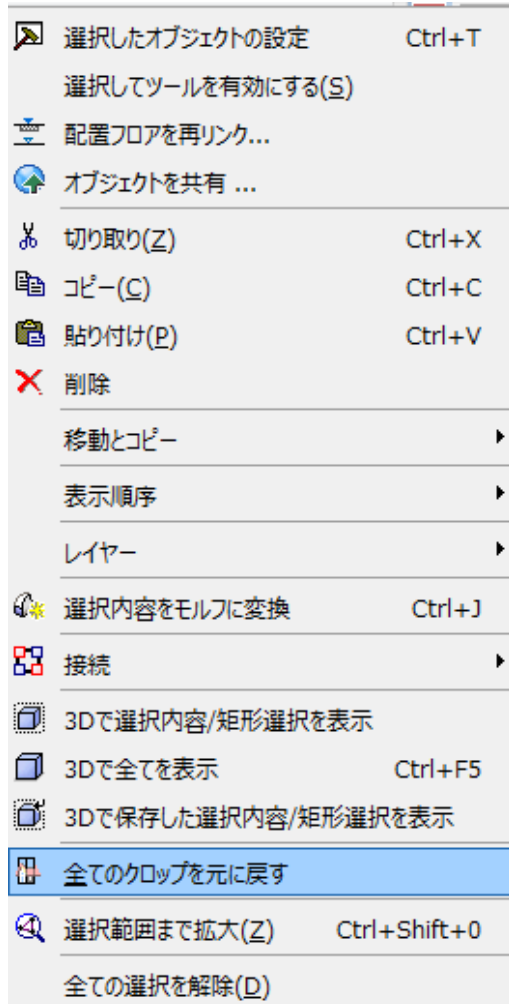 選択したオブジェクトの設定 Ctrl+T
選択してツールを有効にする(S)
配置フロアを再リンク...
オブジェクトを共有 ...
切り取り(Z) Ctrl+X
コピー(C) Ctrl+C
貼り付け(P) Ctrl+V
削除
移動とコピー
表示順序
レイヤー
選択内容をモルフに変換 Ctrl+J
接続
3Dで選択内容/矩形選択を表示
3Dで全てを表示 Ctrl+F5
3Dで保存した選択内容/矩形選択を表示
全てのクロップを元に戻す
選択範囲まで拡大(Z) Ctrl+Shift+0
全ての選択を解除(D)